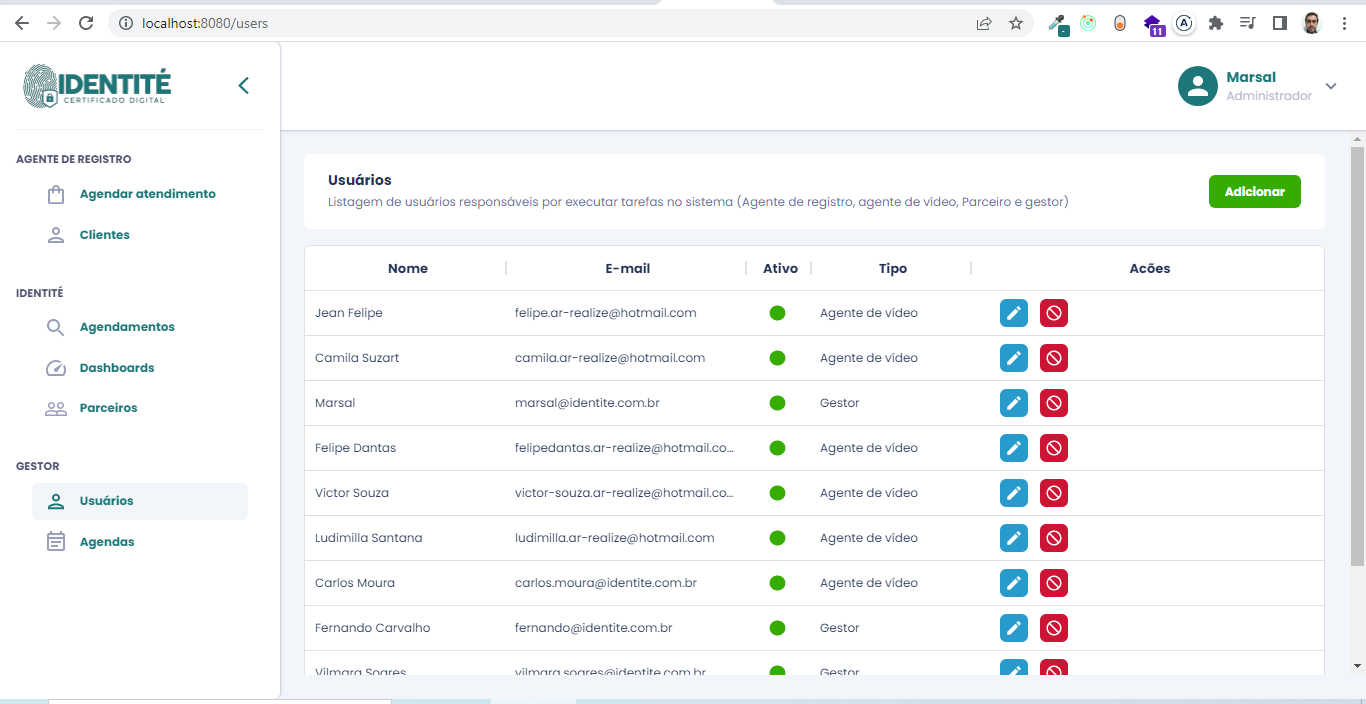 localhost:8080/users
11
IDENTITÉ
CERTIFICADO DIGITAL
Marsal
Administrador
AGENTE DE REGISTRO
Agendar atendimento
Clientes
IDENTITÉ
Agendamentos
Dashboards
Parceiros
GESTOR
Usuários
Agendas
Usuários
Listagem de usuários responsáveis por executar tarefas no sistema (Agente de registro, agente de vídeo, Parceiro e gestor)
Adicionar
Nome E-mail Ativo Tipo Acões
Jean Felipe felipe.ar-realize@hotmail.com Agente de vídeo
Camila Suzart camila.ar-realize@hotmail.com Agente de vídeo
Marsal marsal@identite.com.br Gestor
Felipe Dantas felipedantas.ar-realize@hotmail.co... Agente de vídeo
Victor Souza victor-souza.ar-realize@hotmail.co... Agente de vídeo
Ludimilla Santana ludimilla.ar-realize@hotmail.com Agente de vídeo
Carlos Moura carlos.moura@identite.com.br Agente de vídeo
Fernando Carvalho fernando@identite.com.br Gestor
Vilmara Soares vilmara.soares@identite.com.br Gestor